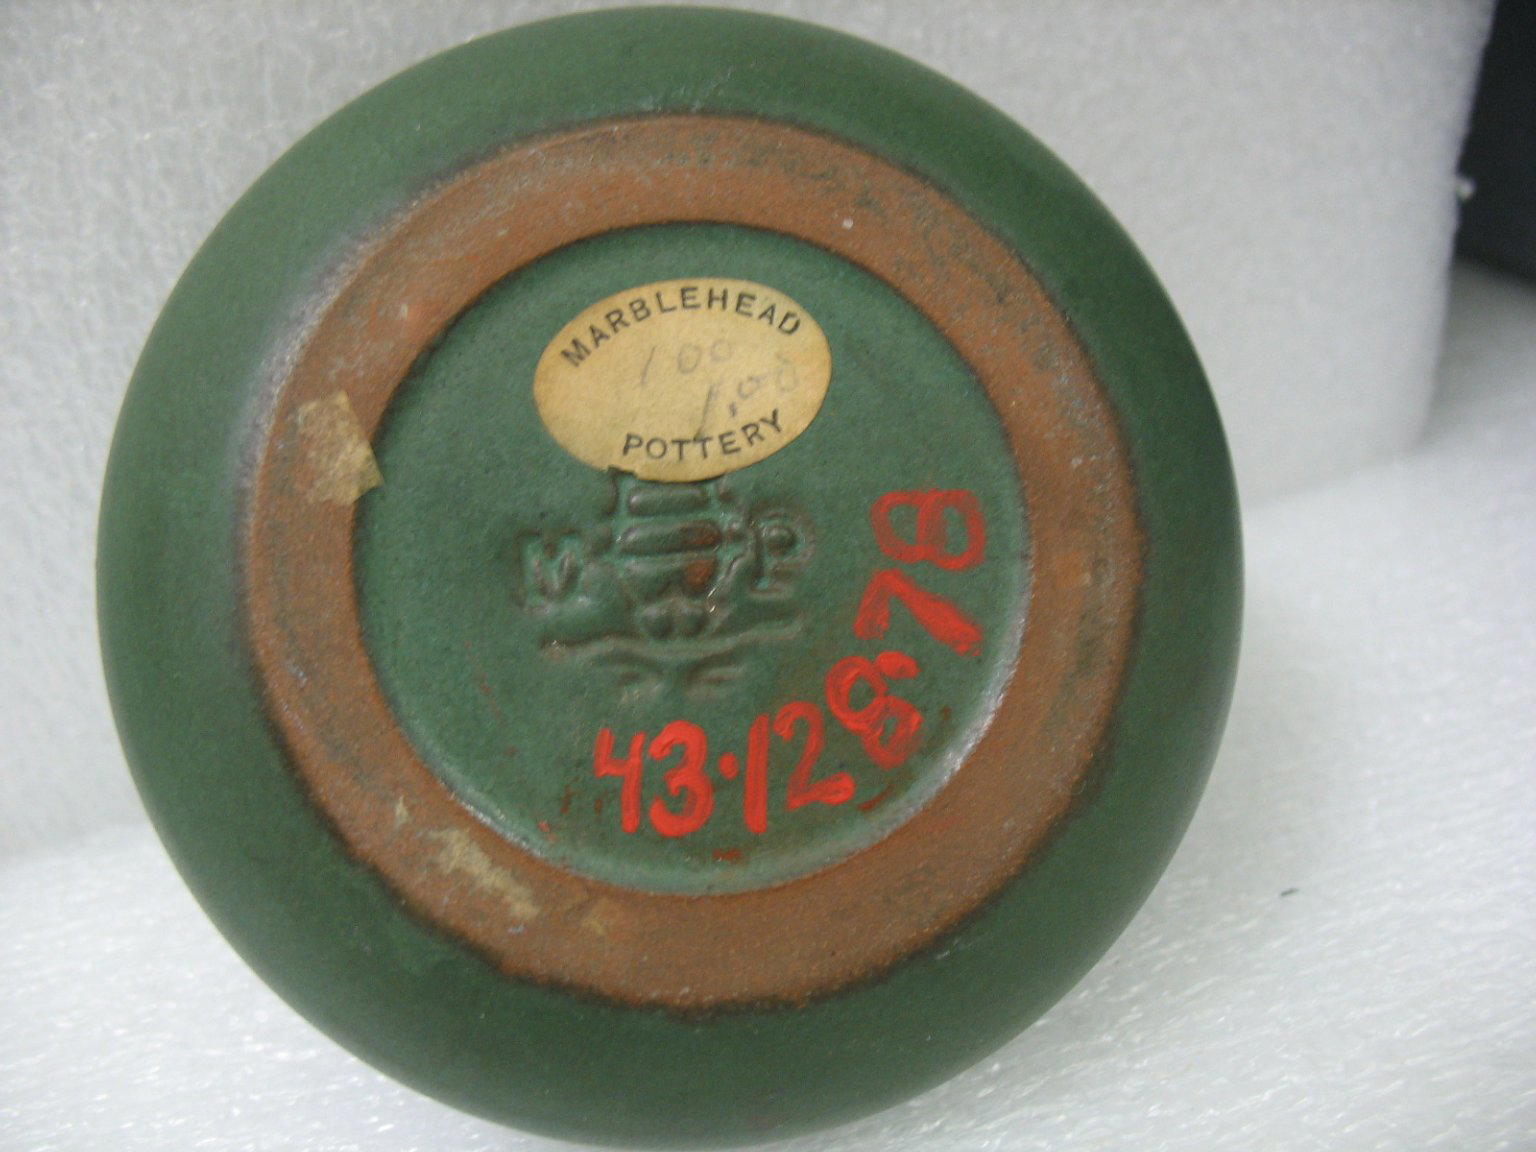 MARBLEHEAD
100
1.00
POTTERY
M P
43.128.78